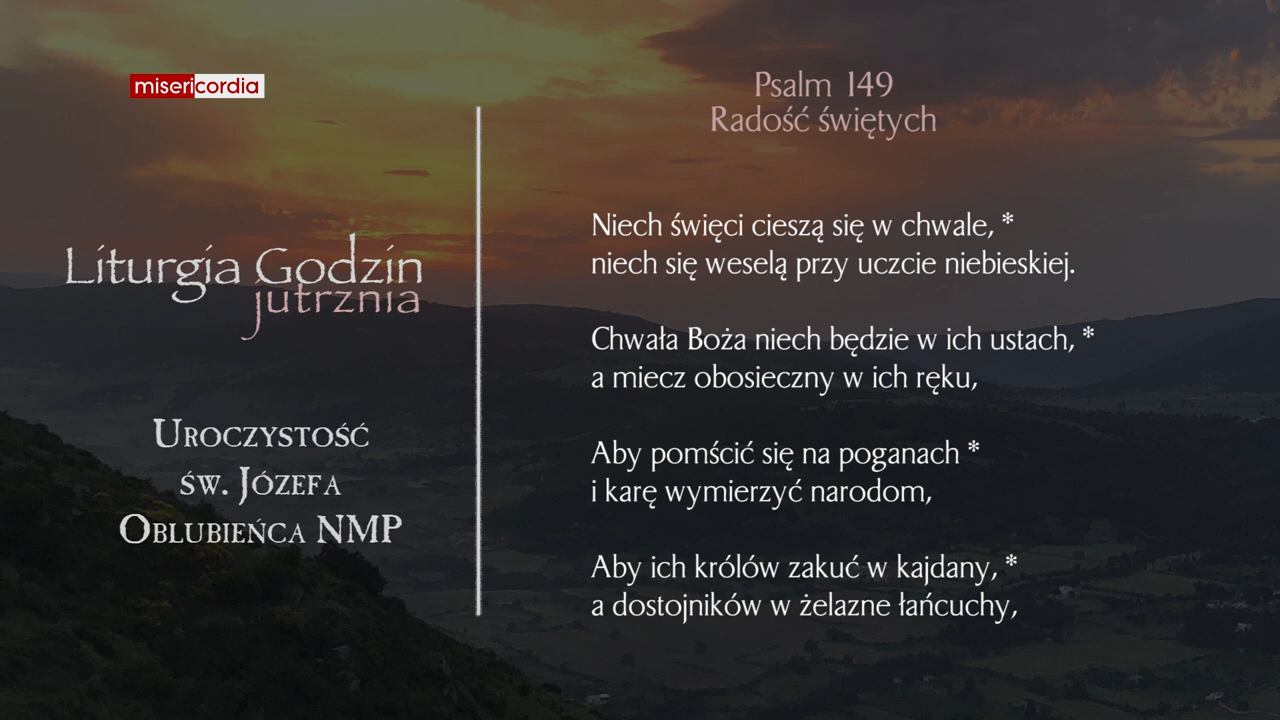 misericordia
Liturgia Godzin
jutrznia
Uroczystość
św. Józefa
Oblubieńca NMP
Psalm 149
Radość świętych
Niech święci cieszą się w chwale, *
niech się weselą przy uczcie niebieskiej.
Chwała Boża niech będzie w ich ustach, *
a miecz obosieczny w ich ręku,
Aby pomścić się na poganach *
i karę wymierzyć narodom,
Aby ich królów zakuć w kajdany, *
a dostojników w żelazne łańcuchy,